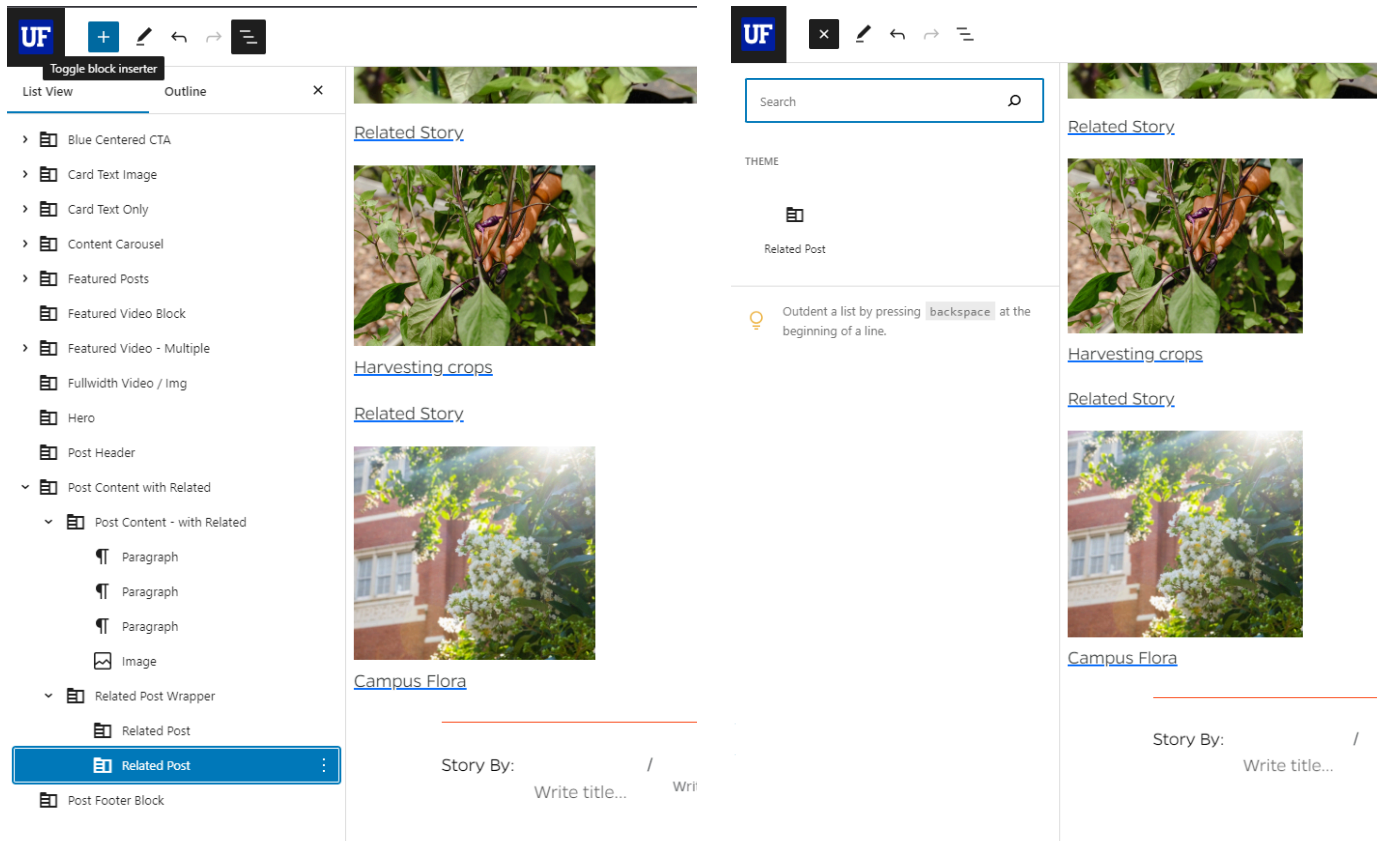 UF
Toggle block inserter
List View
Outline
Blue Centered CTA
Card Text Image
Card Text Only
Content Carousel
Featured Posts
Featured Video Block
Featured Video - Multiple
Fullwidth Video / Img
Hero
Post Header
Post Content with Related
Post Content - with Related
Paragraph
Paragraph
Paragraph
Image
Related Post Wrapper
Related Post
Related Post
Post Footer Block
Related Story
Harvesting crops
Related Story
Campus Flora
Story By: /
Write title... Wri
UF
Search
THEME
Related Post
Outdent a list by pressing backspace at the
beginning of a line.
Related Story
Harvesting crops
Related Story
Campus Flora
Story By: /
Write title...